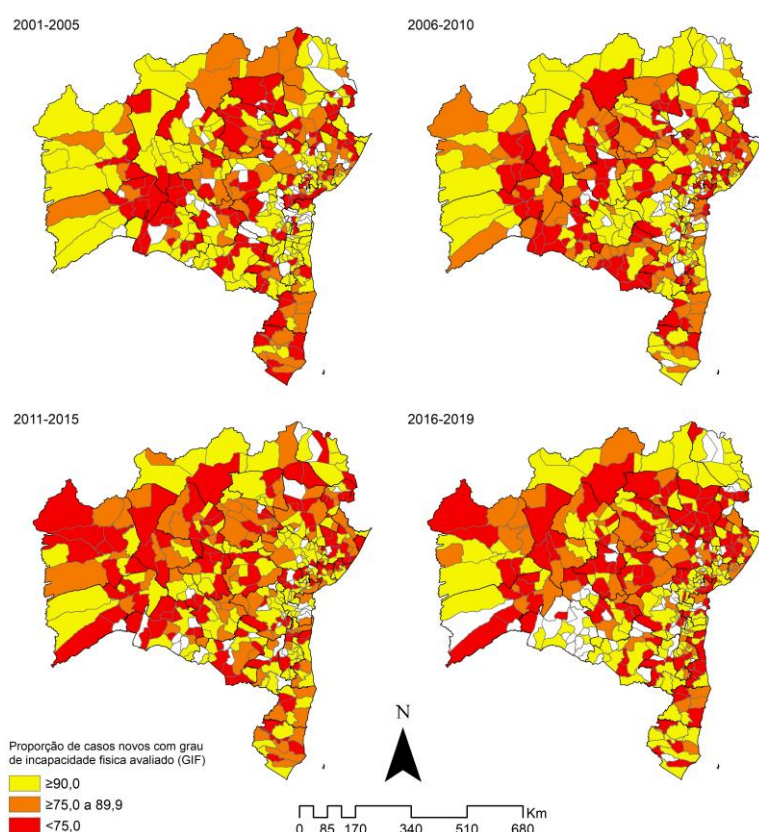 2001-2005
2006-2010
2011-2015
2016-2019
Proporção de casos novos com grau
de incapacidade fisica avaliado (GIF)
≥90,0
≥75,0 a 89,9
<75,0
N
Km
0 85 170 340 510 680